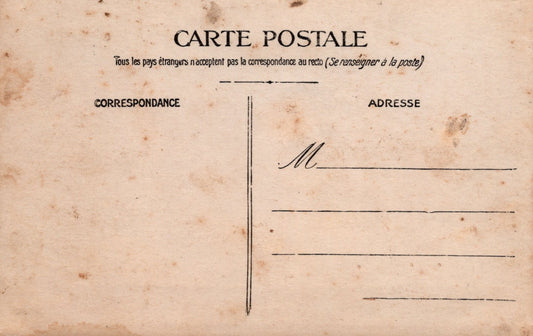 CARTE POSTALE
Tous les pays étrangers n'acceptent pas la correspondance au recto (Se renseigner à la poste)
CORRESPONDANCE
ADRESSE
M